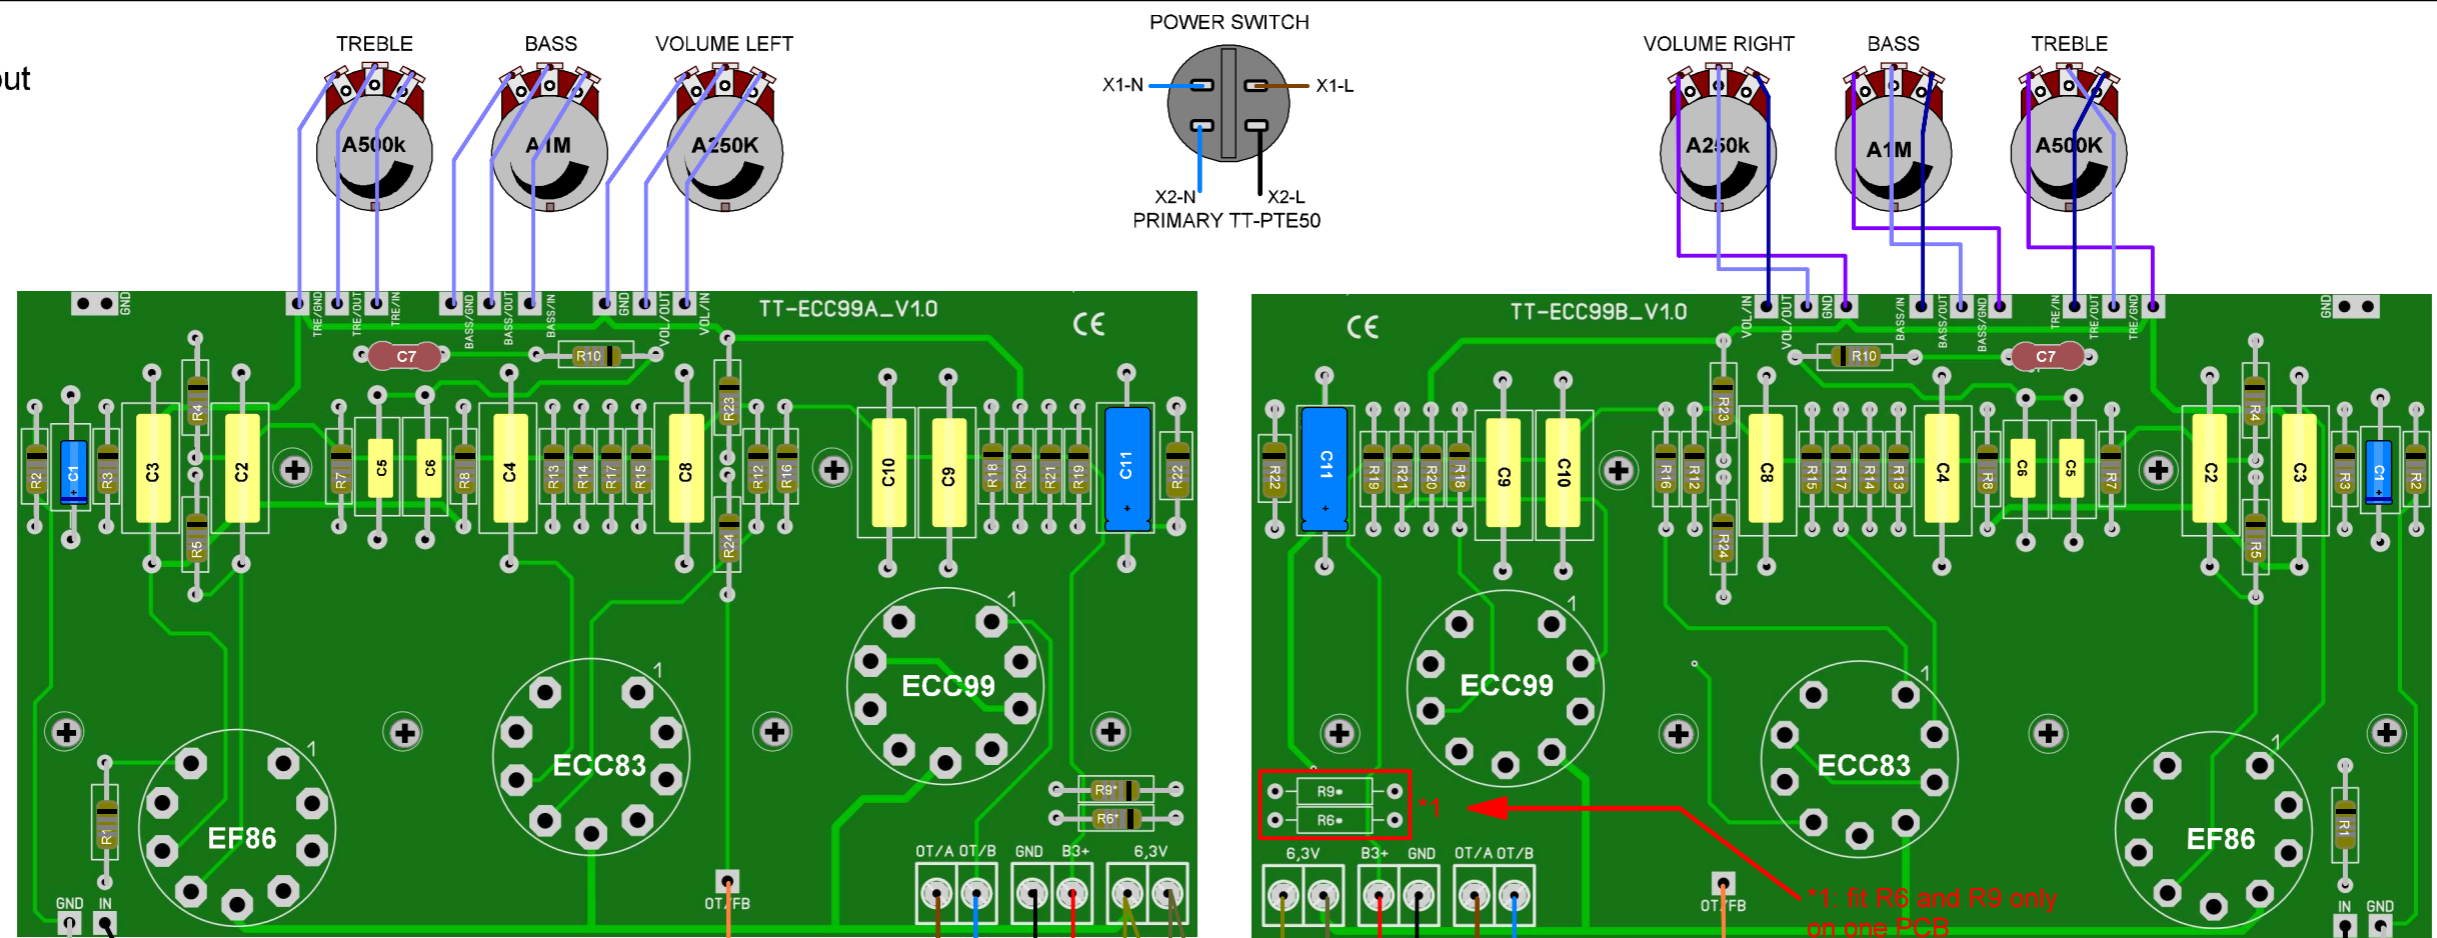 POWER SWITCH
TREBLE BASS VOLUME LEFT
VOLUME RIGHT BASS TREBLE
out
X1-N X1-L
A500k A1M A250K
A250k A1M A500K
X2-N X2-L
PRIMARY TT-PTE50
GND TRE/GND TRE/OUT TRE/IN BASS/GND BASS/OUT BASS/IN GND VOL/OUT VOL/IN
TT-ECC99A_V1.0
CE
C7 R10
R4 R23
R2 C1 + R3 C3 C2 R7 C5 C6 R8 C4 R13 R14 R17 R15 C8 R12 R16 C10 C9 R18 R20 R21 R19 C11 + R22
R5 R24
1
ECC99
1
ECC83
1
EF86
R1
R9*
R6*
OT/A OT/B GND B3+ 6,3V
GND IN OT/FB
TT-ECC99B_V1.0
CE
VOL/IN VOL/OUT GND BASS/IN BASS/OUT BASS/GND TRE/IN TRE/OUT TRE/GND GND
R10 C7
R23 R4
R22 C11 + R19 R21 R20 R18 C9 C10 R16 R12 C8 R15 R17 R14 R13 C4 R8 C6 C5 R7 C2 C3 R3 C1 + R2
R24 R5
1
ECC99
1
ECC83
1
EF86
R1
R9*
R6*
*1
6,3V B3+ GND OT/A OT/B
OT/FB IN GND
*1: fit R6 and R9 only
on one PCB